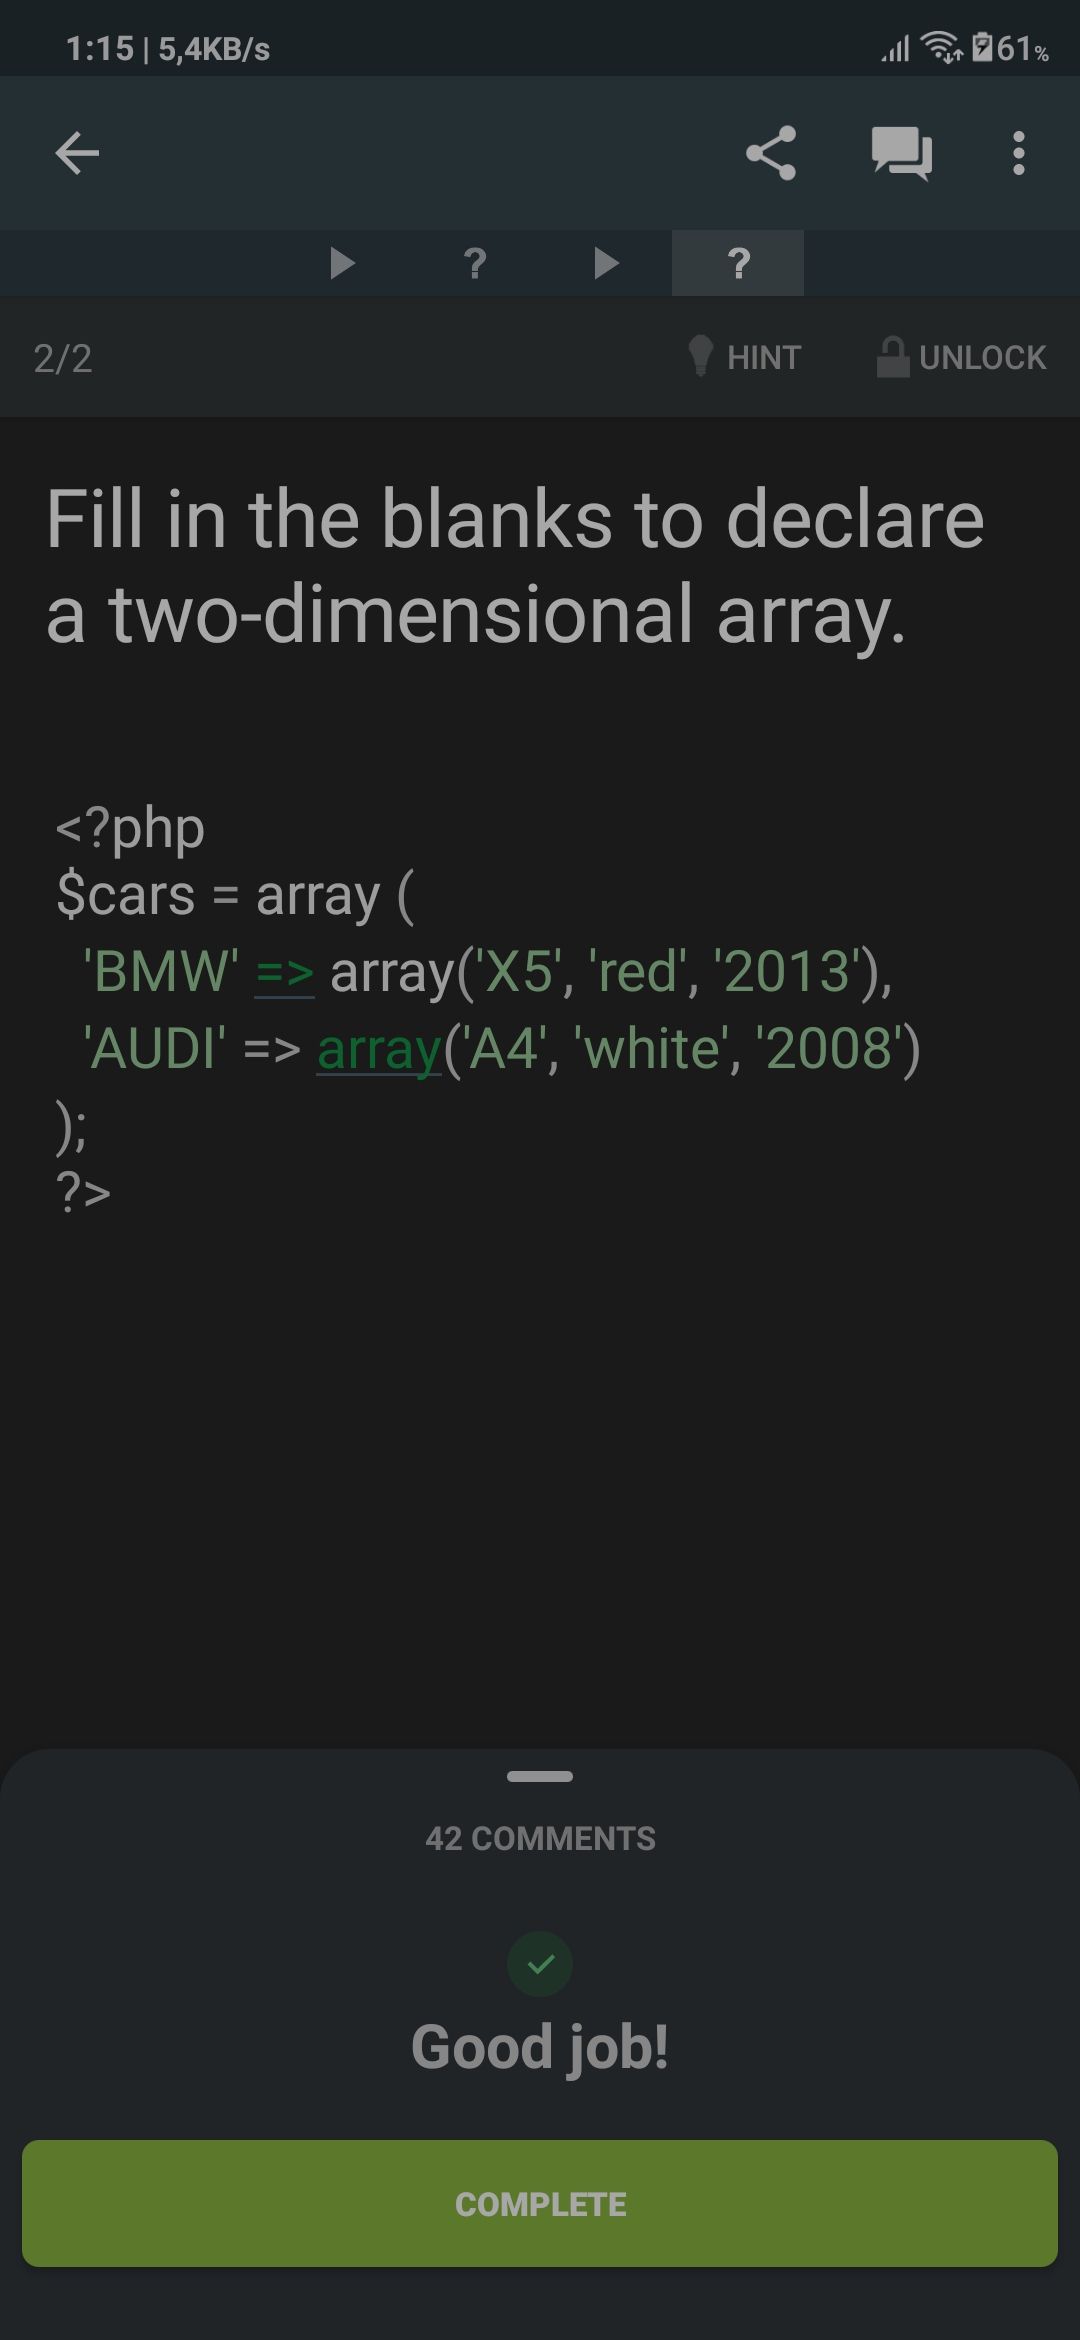 1:15 | 5,4KB/s 61%
? ?
2/2 HINT UNLOCK
Fill in the blanks to declare
a two-dimensional array.
<?php
$cars = array (
'BMW' => array('X5', 'red', '2013'),
'AUDI' => array('A4', 'white', '2008')
);
?>
42 COMMENTS
Good job!
COMPLETE